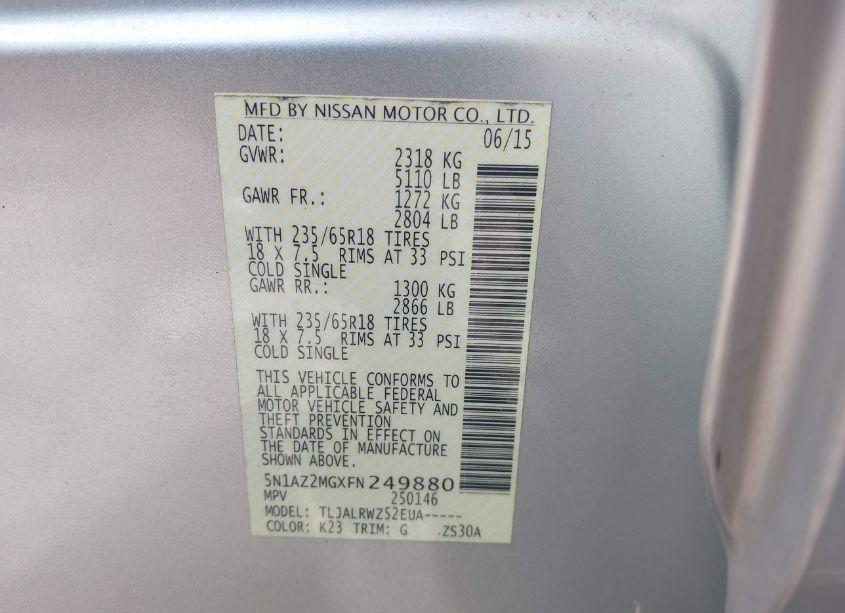 MFD BY NISSAN MOTOR CO., LTD.
DATE: 06/15
GVWR: 2318 KG
5110 LB
GAWR FR.: 1272 KG
2804 LB
WITH 235/65R18 TIRES
18 X 7.5 RIMS AT 33 PSI
COLD SINGLE
GAWR RR.: 1300 KG
2866 LB
WITH 235/65R18 TIRES
18 X 7.5 RIMS AT 33 PSI
COLD SINGLE
THIS VEHICLE CONFORMS TO
ALL APPLICABLE FEDERAL
MOTOR VEHICLE SAFETY AND
THEFT PREVENTION
STANDARDS IN EFFECT ON
THE DATE OF MANUFACTURE
SHOWN ABOVE.
5N1AZ2MGXFN249880
MPV 250146
MODEL: TLJALRWZ52EUA-----
COLOR: K23 TRIM: G .ZS30A